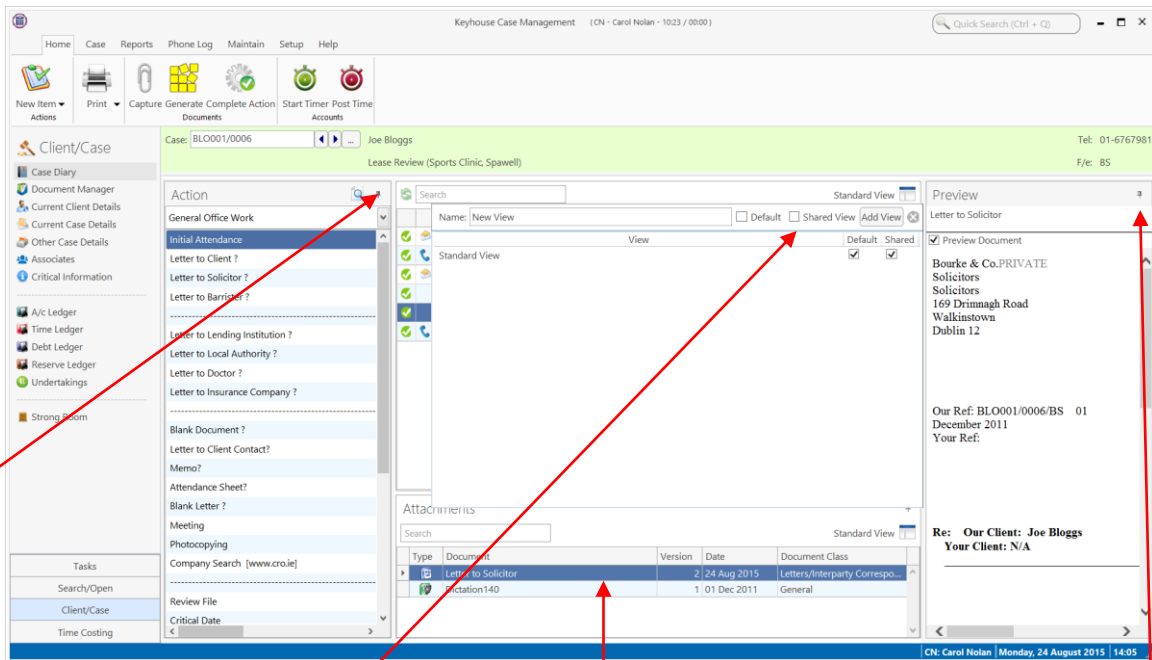 Keyhouse Case Management (CN - Carol Nolan - 10:23 / 00:00)
Quick Search (Ctrl + Q)
Home Case Reports Phone Log Maintain Setup Help
New Item Print Capture Generate Complete Action Start Timer Post Time
Actions Documents Accounts
Client/Case
Case Diary
Document Manager
Current Client Details
Current Case Details
Other Case Details
Associates
Critical Information
A/c Ledger
Time Ledger
Debt Ledger
Reserve Ledger
Undertakings
Strong Room
Tasks
Search/Open
Client/Case
Time Costing
Case: BLO001/0006 ... Joe Bloggs Tel: 01-6767981
Lease Review (Sports Clinic, Spawell) F/e: BS
Action
General Office Work
Initial Attendance
Letter to Client ?
Letter to Solicitor ?
Letter to Barrister ?
Letter to Lending Institution ?
Letter to Local Authority ?
Letter to Doctor ?
Letter to Insurance Company ?
Blank Document ?
Letter to Client Contact?
Memo?
Attendance Sheet?
Blank Letter ?
Meeting
Photocopying
Company Search [www.cro.ie]
Review File
Critical Date
Search Standard View
Name: New View Default Shared View Add View
View Default Shared
Standard View
Attachments
Search Standard View
Type Document Version Date Document Class
Letter to Solicitor 2 24 Aug 2015 Letters/Interparty Correspo...
Dictation140 1 01 Dec 2011 General
Preview
Letter to Solicitor
Preview Document
Bourke & Co.PRIVATE
Solicitors
Solicitors
169 Drimnagh Road
Walkinstown
Dublin 12
Our Ref: BLO001/0006/BS 01
December 2011
Your Ref:
Re: Our Client: Joe Bloggs
Your Client: N/A
CN: Carol Nolan Monday, 24 August 2015 14:05